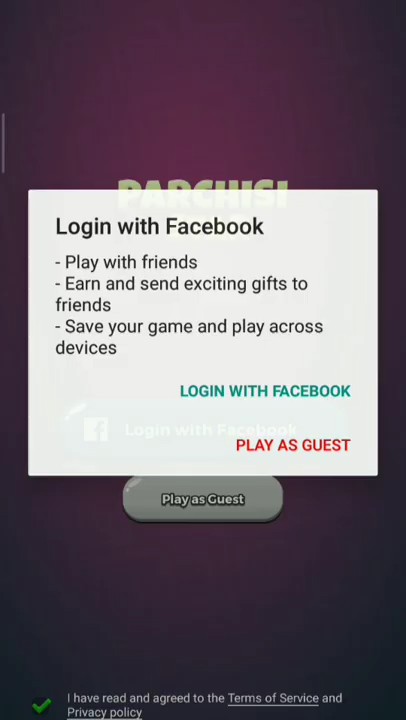 PARCHISI
Login with Facebook
- Play with friends
- Earn and send exciting gifts to
friends
- Save your game and play across
devices
LOGIN WITH FACEBOOK
Login with Facebook
PLAY AS GUEST
Play as Guest
I have read and agreed to the Terms of Service and
Privacy policy